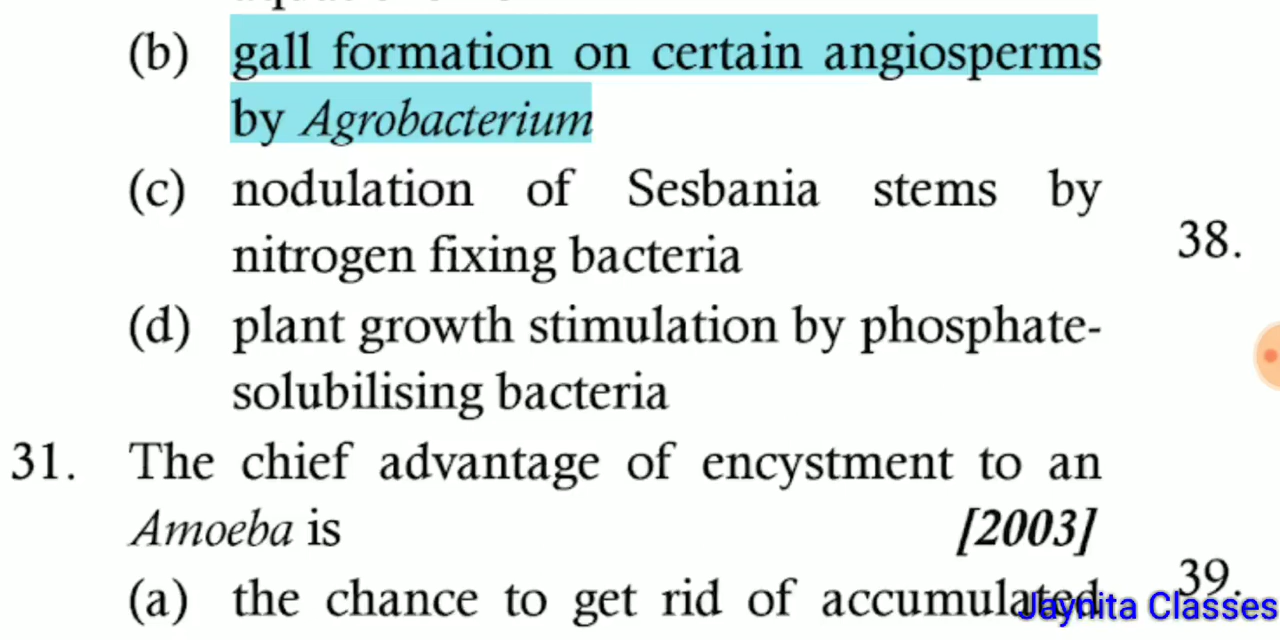 (b) gall formation on certain angiosperms
by Agrobacterium
(c) nodulation of Sesbania stems by
nitrogen fixing bacteria
38.
(d) plant growth stimulation by phosphate-
solubilising bacteria
31. The chief advantage of encystment to an
Amoeba is [2003]
(a) the chance to get rid of accumulated
39.
Jaynita Classes